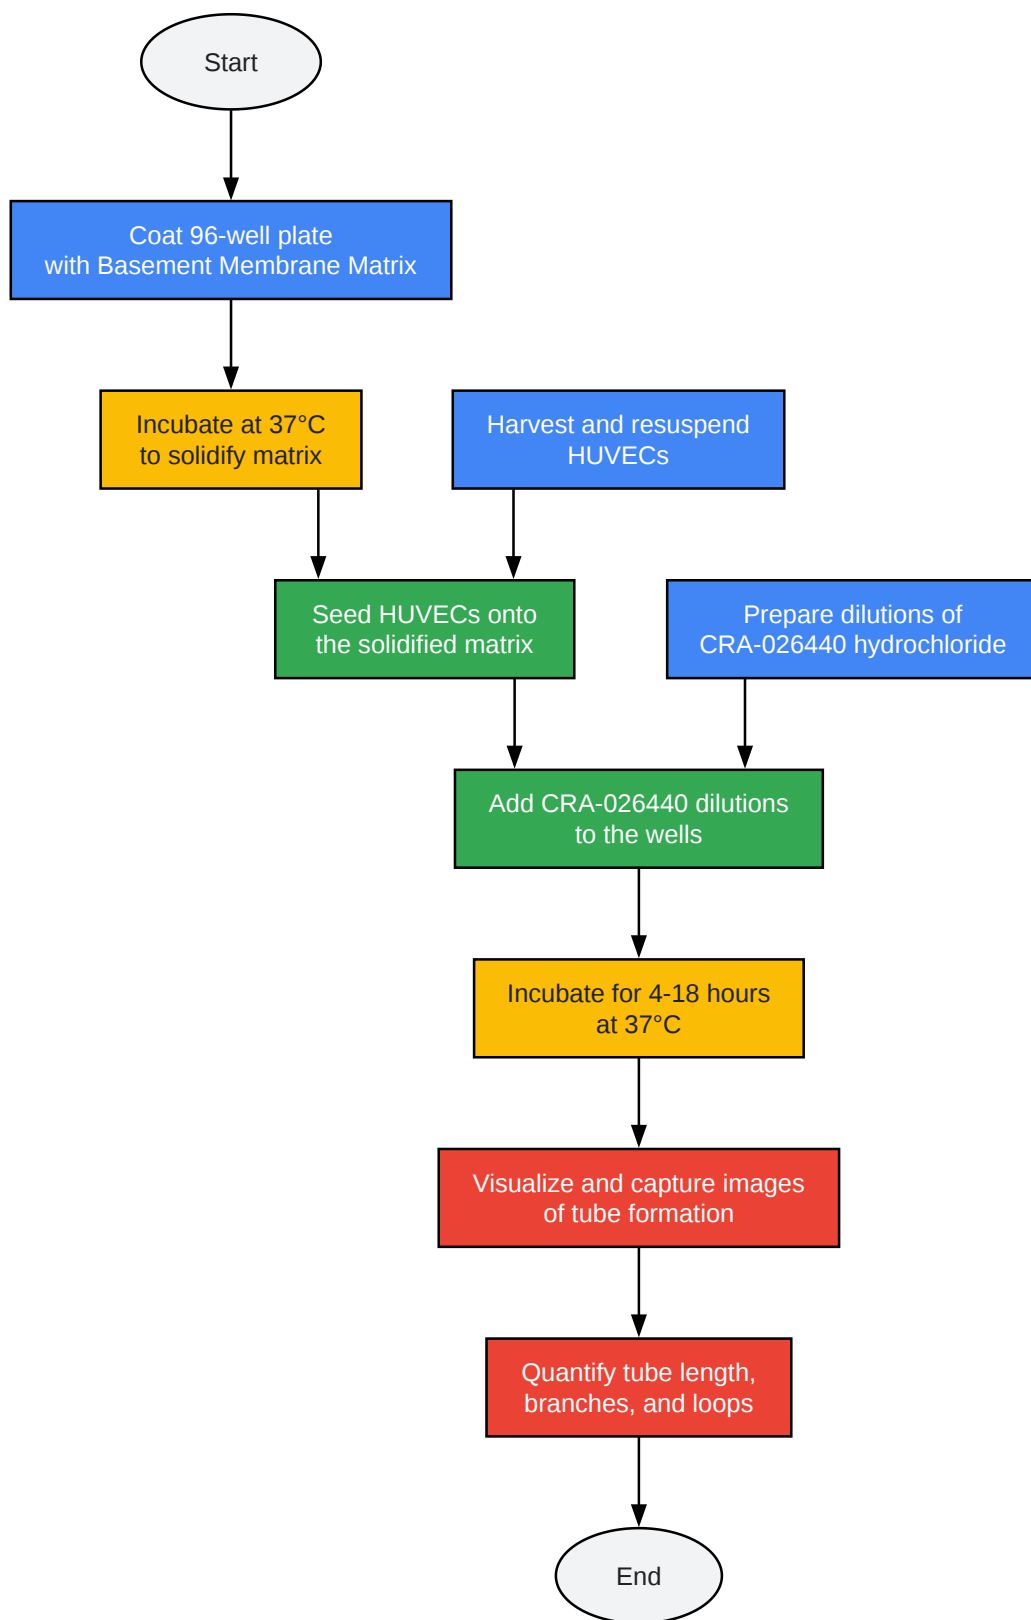 Start
Coat 96-well plate
with Basement Membrane Matrix
Incubate at 37°C
to solidify matrix
Harvest and resuspend
HUVECs
Seed HUVECs onto
the solidified matrix
Prepare dilutions of
CRA-026440 hydrochloride
Add CRA-026440 dilutions
to the wells
Incubate for 4-18 hours
at 37°C
Visualize and capture images
of tube formation
Quantify tube length,
branches, and loops
End